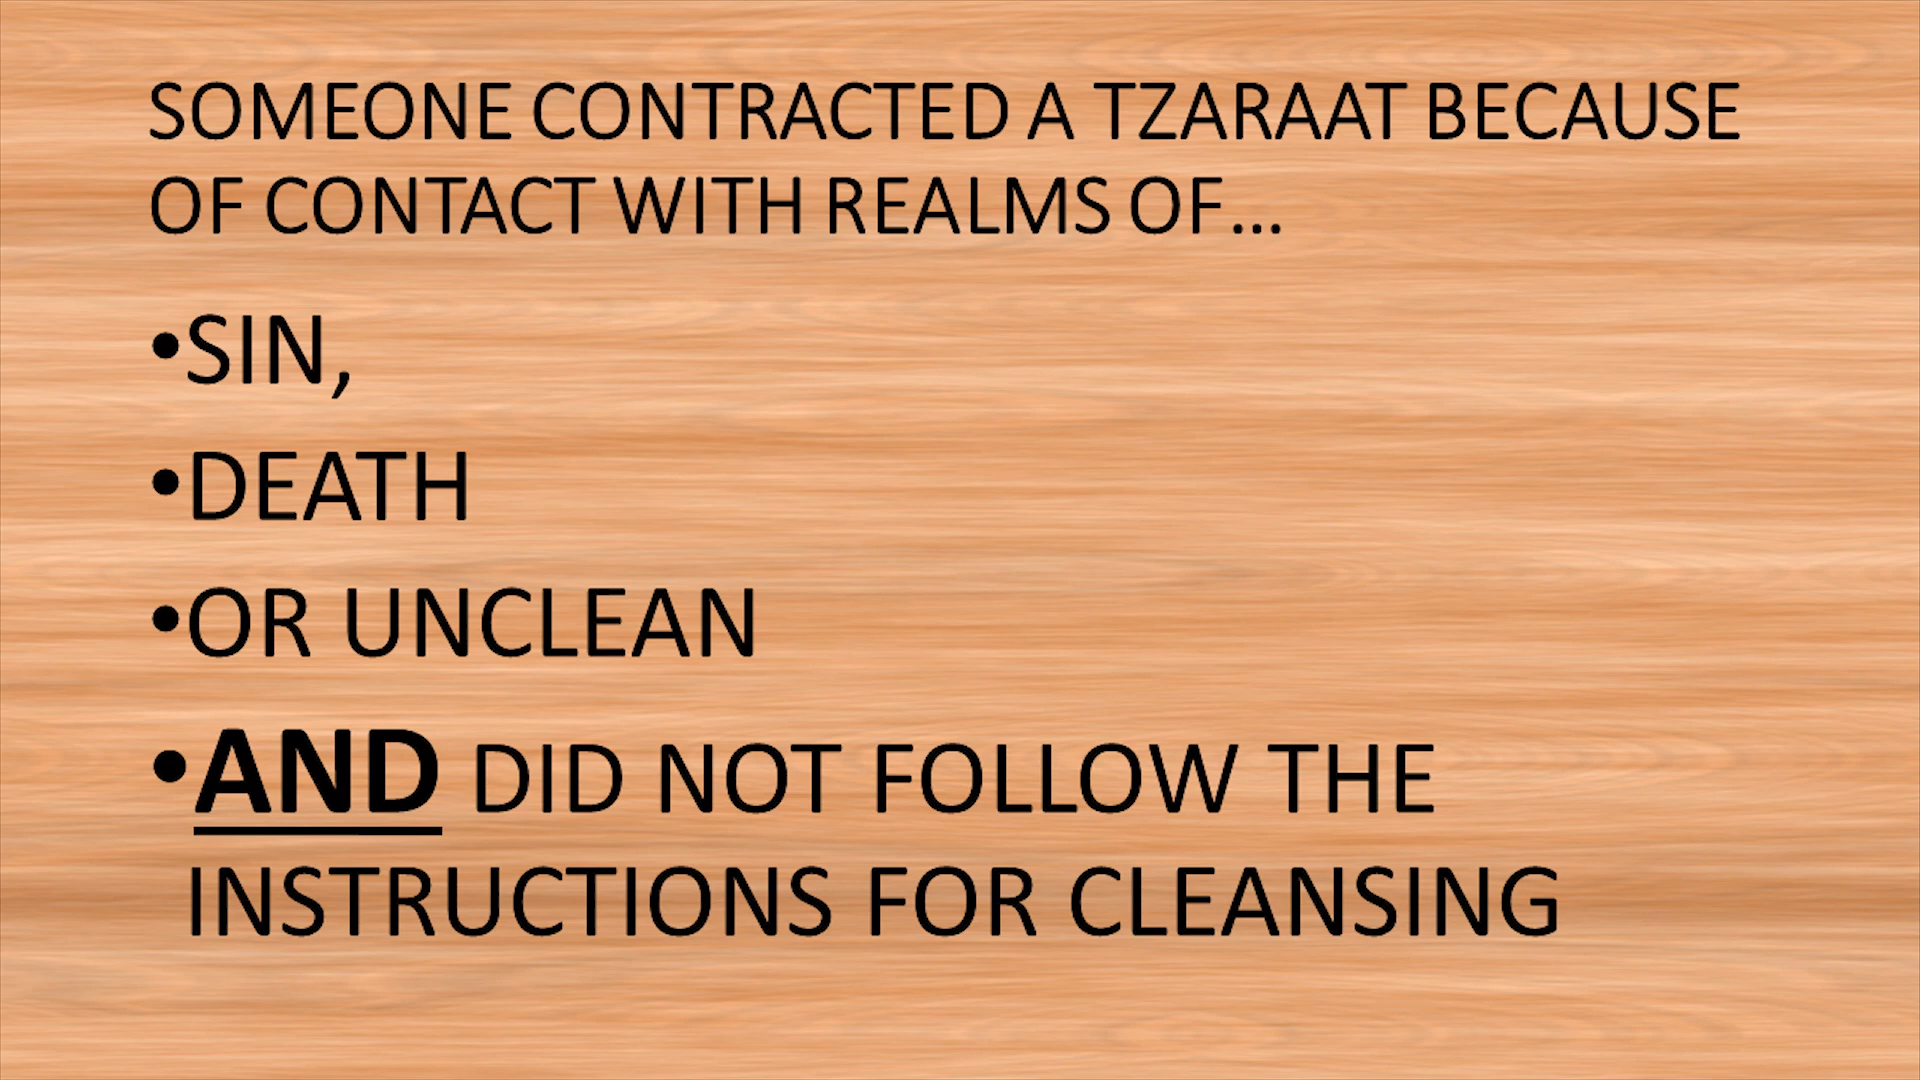 SOMEONE CONTRACTED A TZARAAT BECAUSE
OF CONTACT WITH REALMS OF…
•SIN,
•DEATH
•OR UNCLEAN
•AND DID NOT FOLLOW THE
INSTRUCTIONS FOR CLEANSING